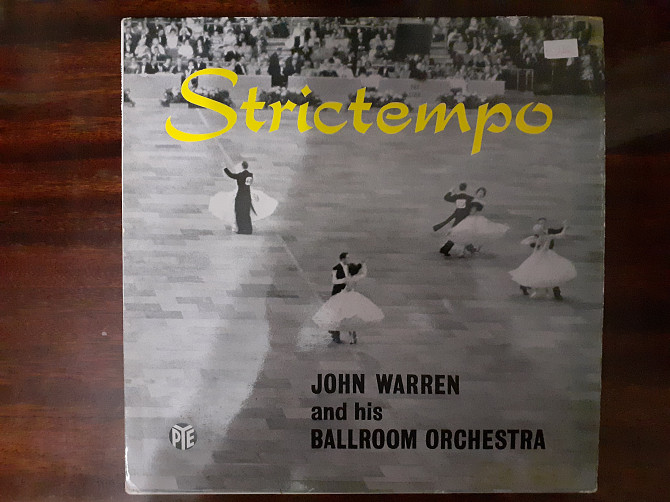 Strictempo
JOHN WARREN
and his
BALLROOM ORCHESTRA
PYE